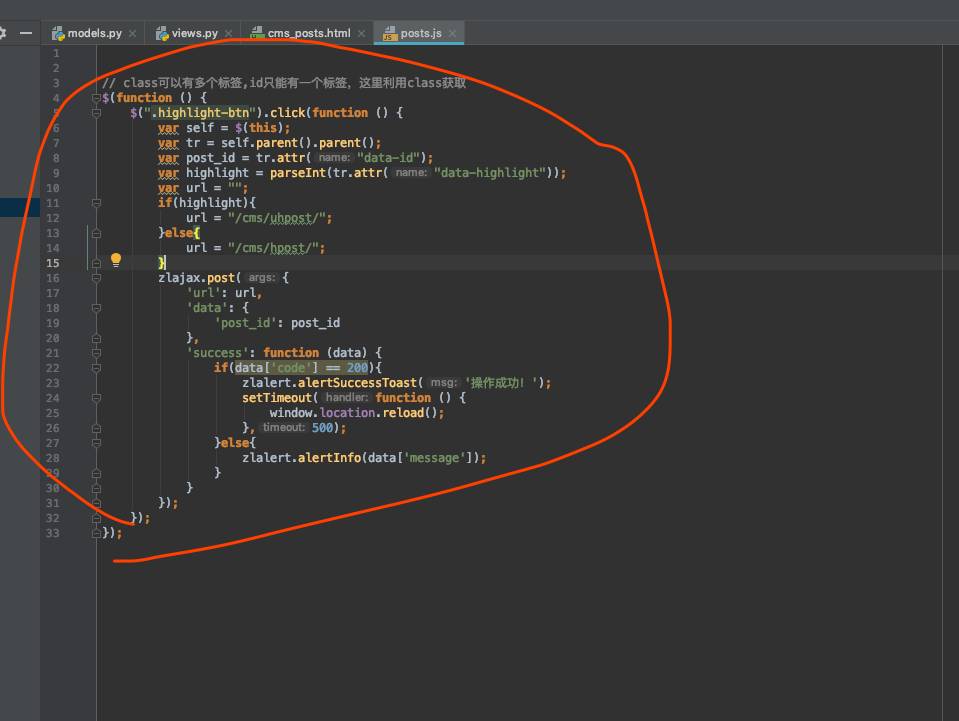 models.py
views.py
cms_posts.html
posts.js
1
2
3 // class可以有多个标签,id只能有一个标签，这里利用class获取
4 $(function () {
5 $(".highlight-btn").click(function () {
6 var self = $(this);
7 var tr = self.parent().parent();
8 var post_id = tr.attr( name: "data-id");
9 var highlight = parseInt(tr.attr( name: "data-highlight"));
10 var url = "";
11 if(highlight){
12 url = "/cms/uhpost/";
13 }else{
14 url = "/cms/hpost/";
15 }
16 zlajax.post( args: {
17 'url': url,
18 'data': {
19 'post_id': post_id
20 },
21 'success': function (data) {
22 if(data['code'] == 200){
23 zlalert.alertSuccessToast( msg: '操作成功! ');
24 setTimeout( handler: function () {
25 window.location.reload();
26 }, timeout: 500);
27 }else{
28 zlalert.alertInfo(data['message']);
29 }
30 }
31 });
32 });
33 });